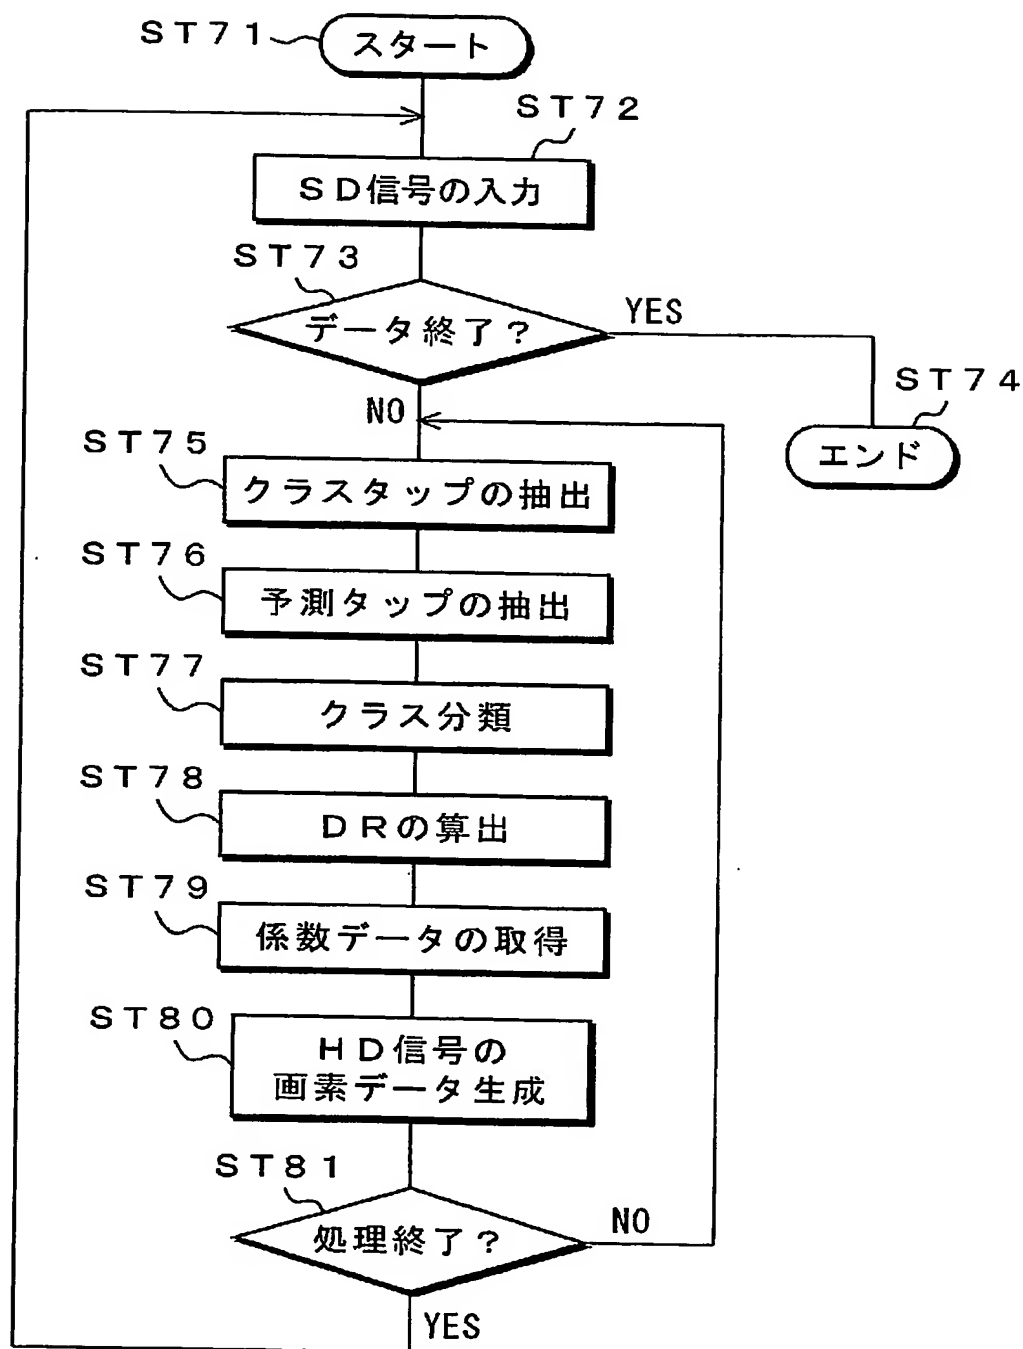 ST71
スタート
ST72
SD信号の入力
ST73
データ終了?
YES
ST74
エンド
NO
ST75
クラスタップの抽出
ST76
予測タップの抽出
ST77
クラス分類
ST78
DRの算出
ST79
係数データの取得
ST80
HD信号の
画素データ生成
ST81
処理終了?
NO
YES